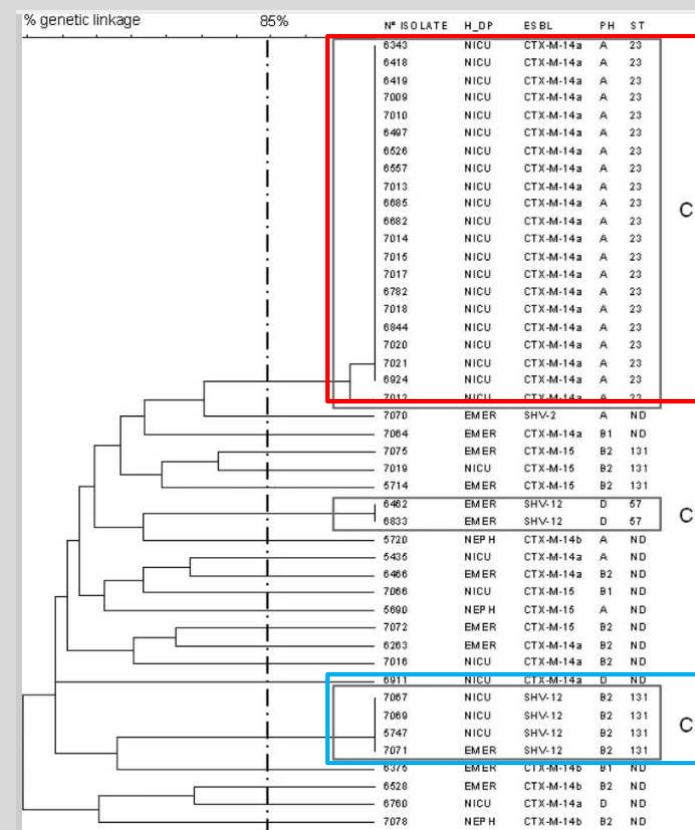 % genetic linkage 85% Nº ISOLATE H_DP ESBL PH ST
6343 NICU CTX-M-14a A 23
6418 NICU CTX-M-14a A 23
6419 NICU CTX-M-14a A 23
7009 NICU CTX-M-14a A 23
7010 NICU CTX-M-14a A 23
6497 NICU CTX-M-14a A 23
6526 NICU CTX-M-14a A 23
6557 NICU CTX-M-14a A 23
7013 NICU CTX-M-14a A 23
6685 NICU CTX-M-14a A 23
C
6682 NICU CTX-M-14a A 23
7014 NICU CTX-M-14a A 23
7015 NICU CTX-M-14a A 23
7017 NICU CTX-M-14a A 23
6782 NICU CTX-M-14a A 23
7018 NICU CTX-M-14a A 23
6844 NICU CTX-M-14a A 23
7020 NICU CTX-M-14a A 23
7021 NICU CTX-M-14a A 23
6924 NICU CTX-M-14a A 23
7012 NICU CTX-M-14a A 23
7070 EMER SHV-2 A ND
7064 EMER CTX-M-14a B1 ND
7075 EMER CTX-M-15 B2 131
7019 NICU CTX-M-15 B2 131
5714 EMER CTX-M-15 B2 131
6462 EMER SHV-12 D 57
C
6833 EMER SHV-12 D 57
5720 NEPH CTX-M-14b A ND
5435 NICU CTX-M-14a A ND
6466 EMER CTX-M-14a B2 ND
7066 NICU CTX-M-15 B1 ND
5690 NEPH CTX-M-15 A ND
7072 EMER CTX-M-15 B2 ND
6263 EMER CTX-M-14a B2 ND
7016 NICU CTX-M-14a B2 ND
6911 NICU CTX-M-14a D ND
7067 NICU SHV-12 B2 131
7069 NICU SHV-12 B2 131
C
5747 NICU SHV-12 B2 131
7071 EMER SHV-12 B2 131
6375 EMER CTX-M-14b B1 ND
6528 EMER CTX-M-14b B2 ND
6760 NICU CTX-M-14a D ND
7078 NEPH CTX-M-14b B2 ND